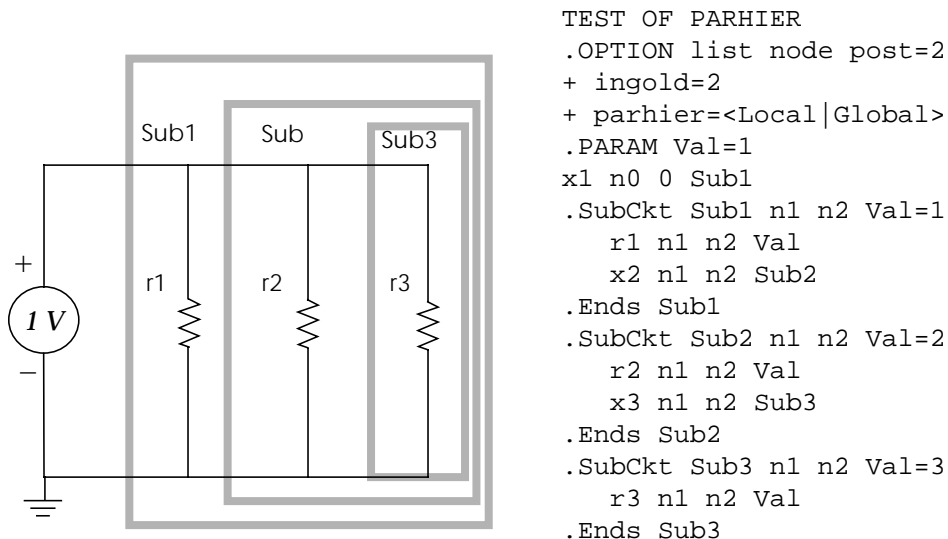 Sub1
Sub
Sub3
+
r1
r2
r3
1 V
−
TEST OF PARHIER
.OPTION list node post=2
+ ingold=2
+ parhier=<Local|Global>
.PARAM Val=1
x1 n0 0 Sub1
.SubCkt Sub1 n1 n2 Val=1
r1 n1 n2 Val
x2 n1 n2 Sub2
.Ends Sub1
.SubCkt Sub2 n1 n2 Val=2
r2 n1 n2 Val
x3 n1 n2 Sub3
.Ends Sub2
.SubCkt Sub3 n1 n2 Val=3
r3 n1 n2 Val
.Ends Sub3